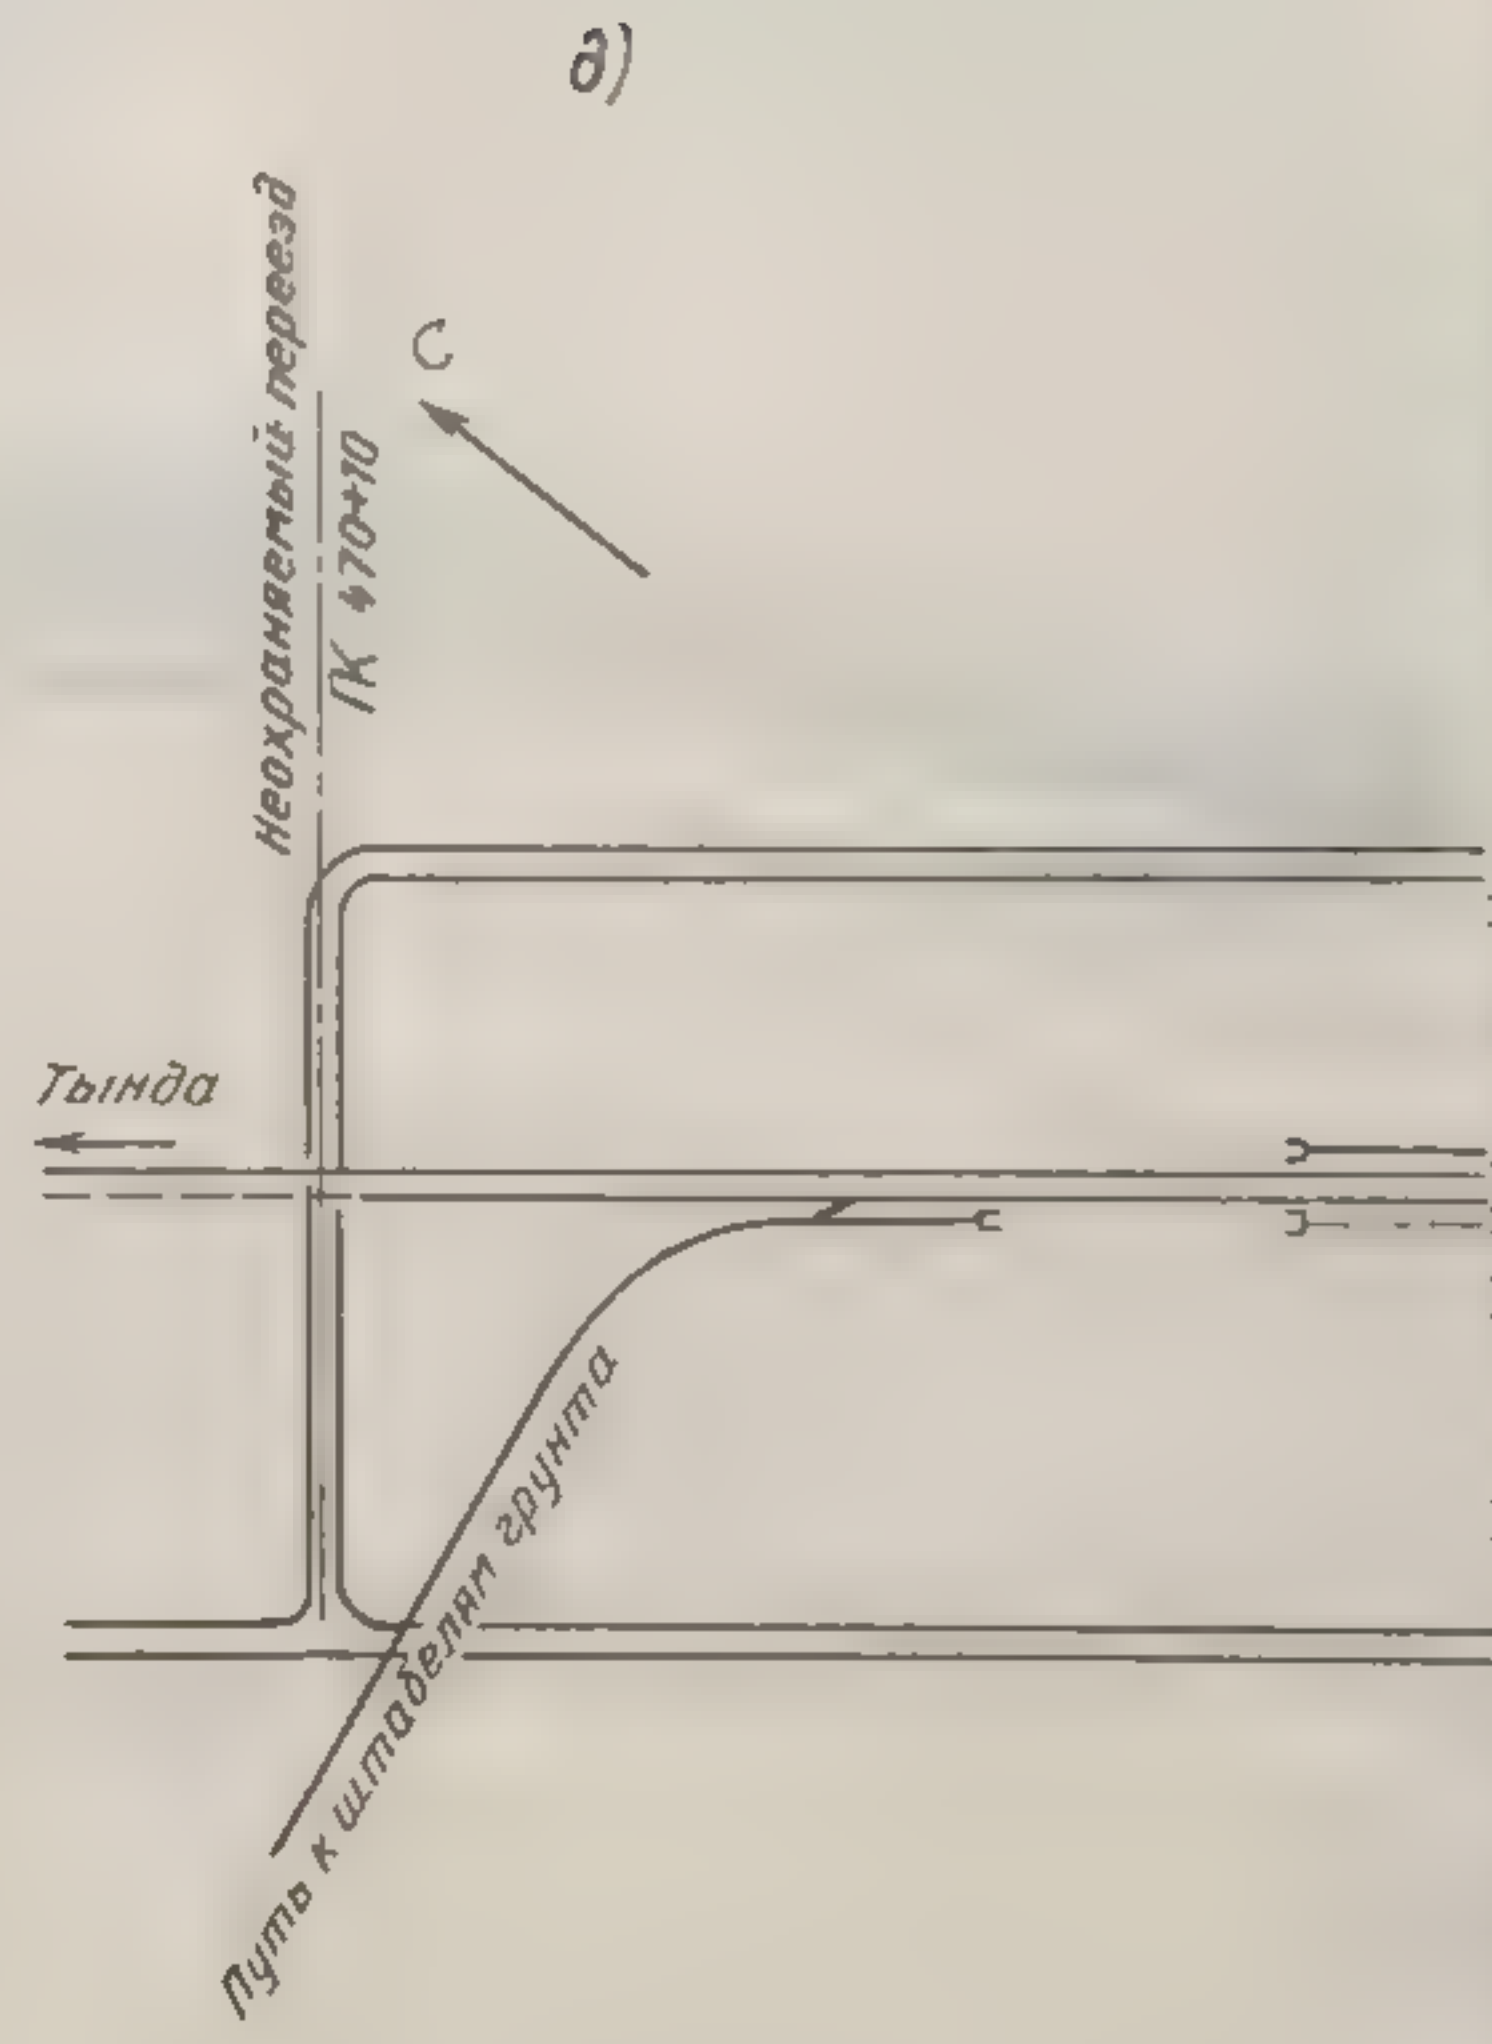 д)
Неохраняемый переезд
ПК 470+10
С
Тында
Путь к штабелям грунта